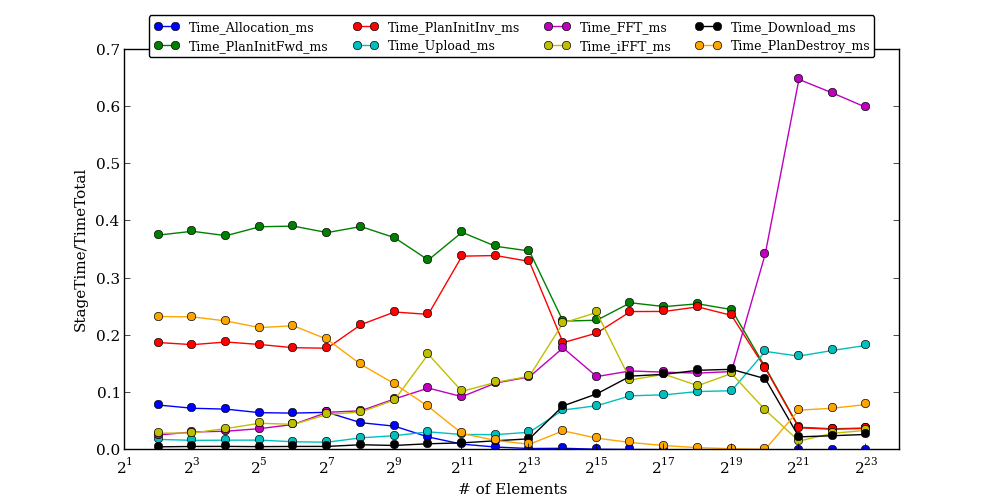 Time_Allocation_ms Time_PlanInitInv_ms Time_FFT_ms Time_Download_ms
Time_PlanInitFwd_ms Time_Upload_ms Time_iFFT_ms Time_PlanDestroy_ms
0.7
0.6
0.5
0.4
0.3
0.2
0.1
0.0
StageTime/TimeTotal
2^1 2^3 2^5 2^7 2^9 2^11 2^13 2^15 2^17 2^19 2^21 2^23
# of Elements